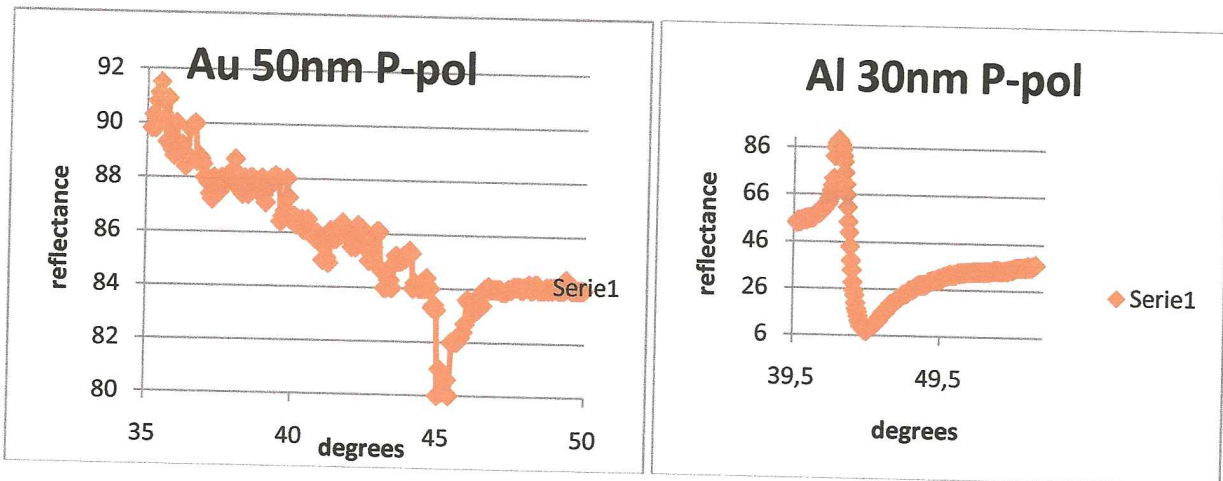 Au 50nm P-pol
92
90
88
86
84
82
80
reflectance
35
40
45
50
degrees
Serie1
Al 30nm P-pol
86
66
46
26
6
reflectance
39,5
49,5
degrees
Serie1